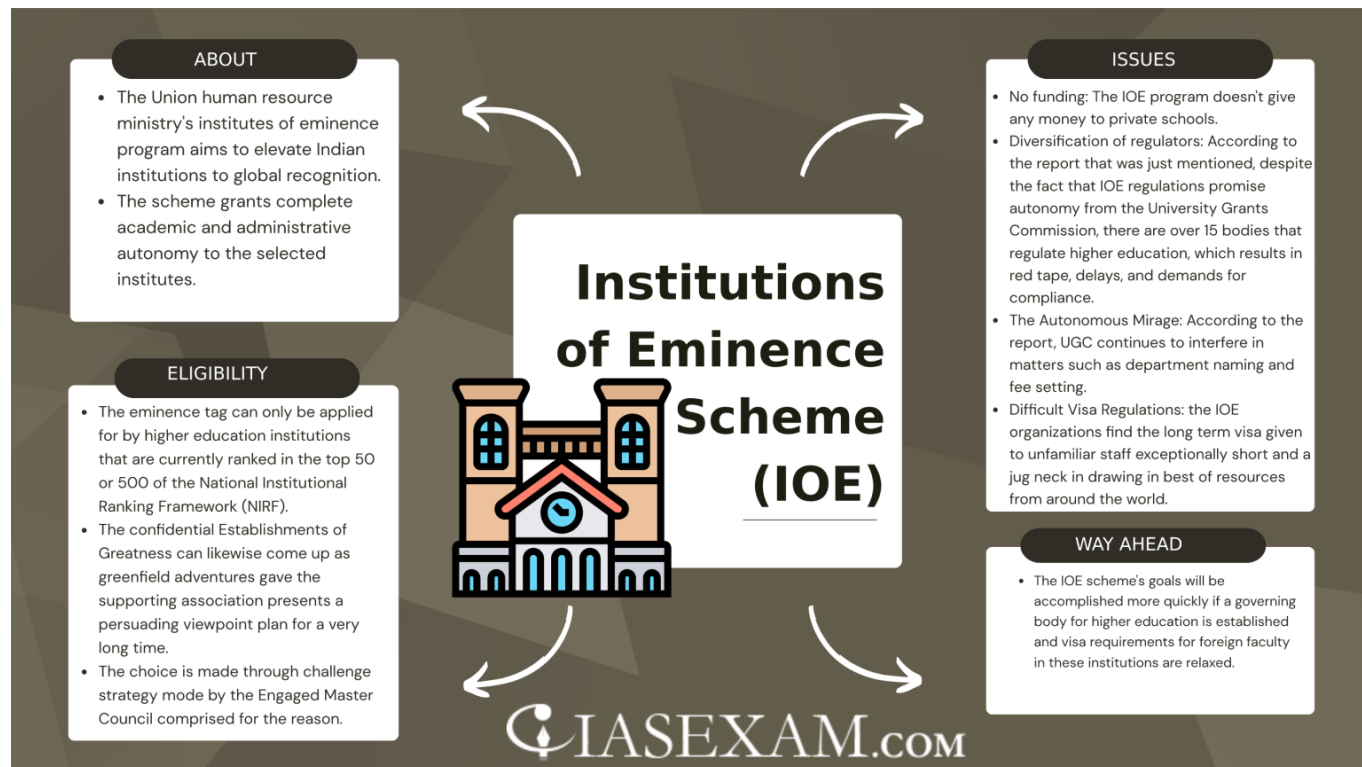 ABOUT
• The Union human resource
ministry's institutes of eminence
program aims to elevate Indian
institutions to global recognition.
• The scheme grants complete
academic and administrative
autonomy to the selected
institutes.
ELIGIBILITY
• The eminence tag can only be applied
for by higher education institutions
that are currently ranked in the top 50
or 500 of the National Institutional
Ranking Framework (NIRF).
• The confidential Establishments of
Greatness can likewise come up as
greenfield adventures gave the
supporting association presents a
persuading viewpoint plan for a very
long time.
• The choice is made through challenge
strategy mode by the Engaged Master
Council comprised for the reason.
Institutions
of Eminence
Scheme
(IOE)
ISSUES
• No funding: The IOE program doesn't give
any money to private schools.
• Diversification of regulators: According to
the report that was just mentioned, despite
the fact that IOE regulations promise
autonomy from the University Grants
Commission, there are over 15 bodies that
regulate higher education, which results in
red tape, delays, and demands for
compliance.
• The Autonomous Mirage: According to the
report, UGC continues to interfere in
matters such as department naming and
fee setting.
• Difficult Visa Regulations: the IOE
organizations find the long term visa given
to unfamiliar staff exceptionally short and a
jug neck in drawing in best of resources
from around the world.
WAY AHEAD
• The IOE scheme's goals will be
accomplished more quickly if a governing
body for higher education is established
and visa requirements for foreign faculty
in these institutions are relaxed.
IASEXAM.COM